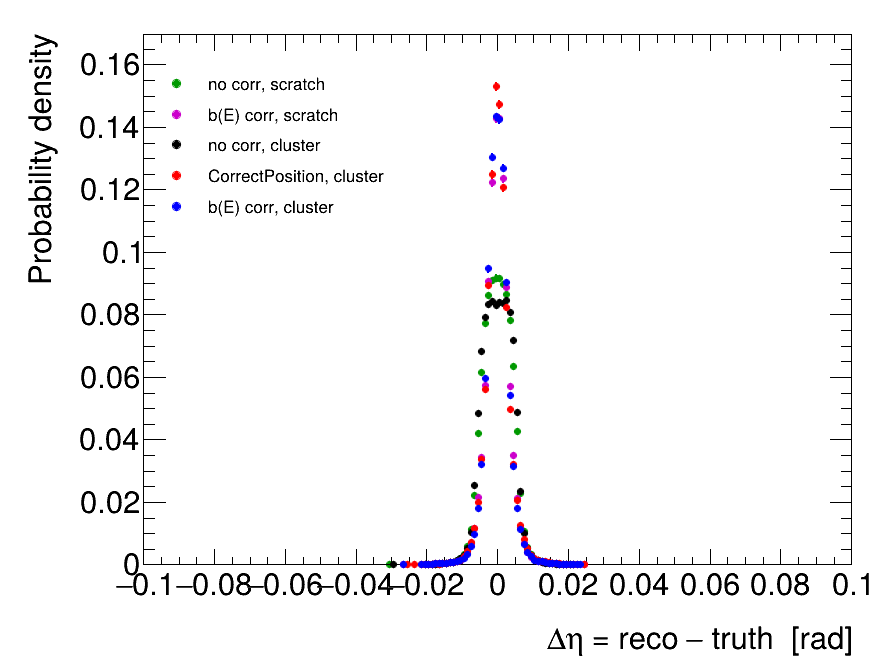 Probability density
0.16
0.14
0.12
0.1
0.08
0.06
0.04
0.02
0
no corr, scratch
b(E) corr, scratch
no corr, cluster
CorrectPosition, cluster
b(E) corr, cluster
−0.1 −0.08 −0.06 −0.04 −0.02 0 0.02 0.04 0.06 0.08 0.1
Δη = reco − truth [rad]